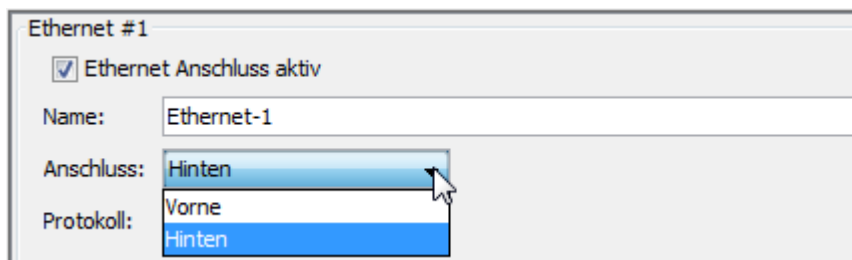 Ethernet #1
Ethernet Anschluss aktiv
Name: Ethernet-1
Anschluss: Hinten
Vorne
Protokoll:
Hinten